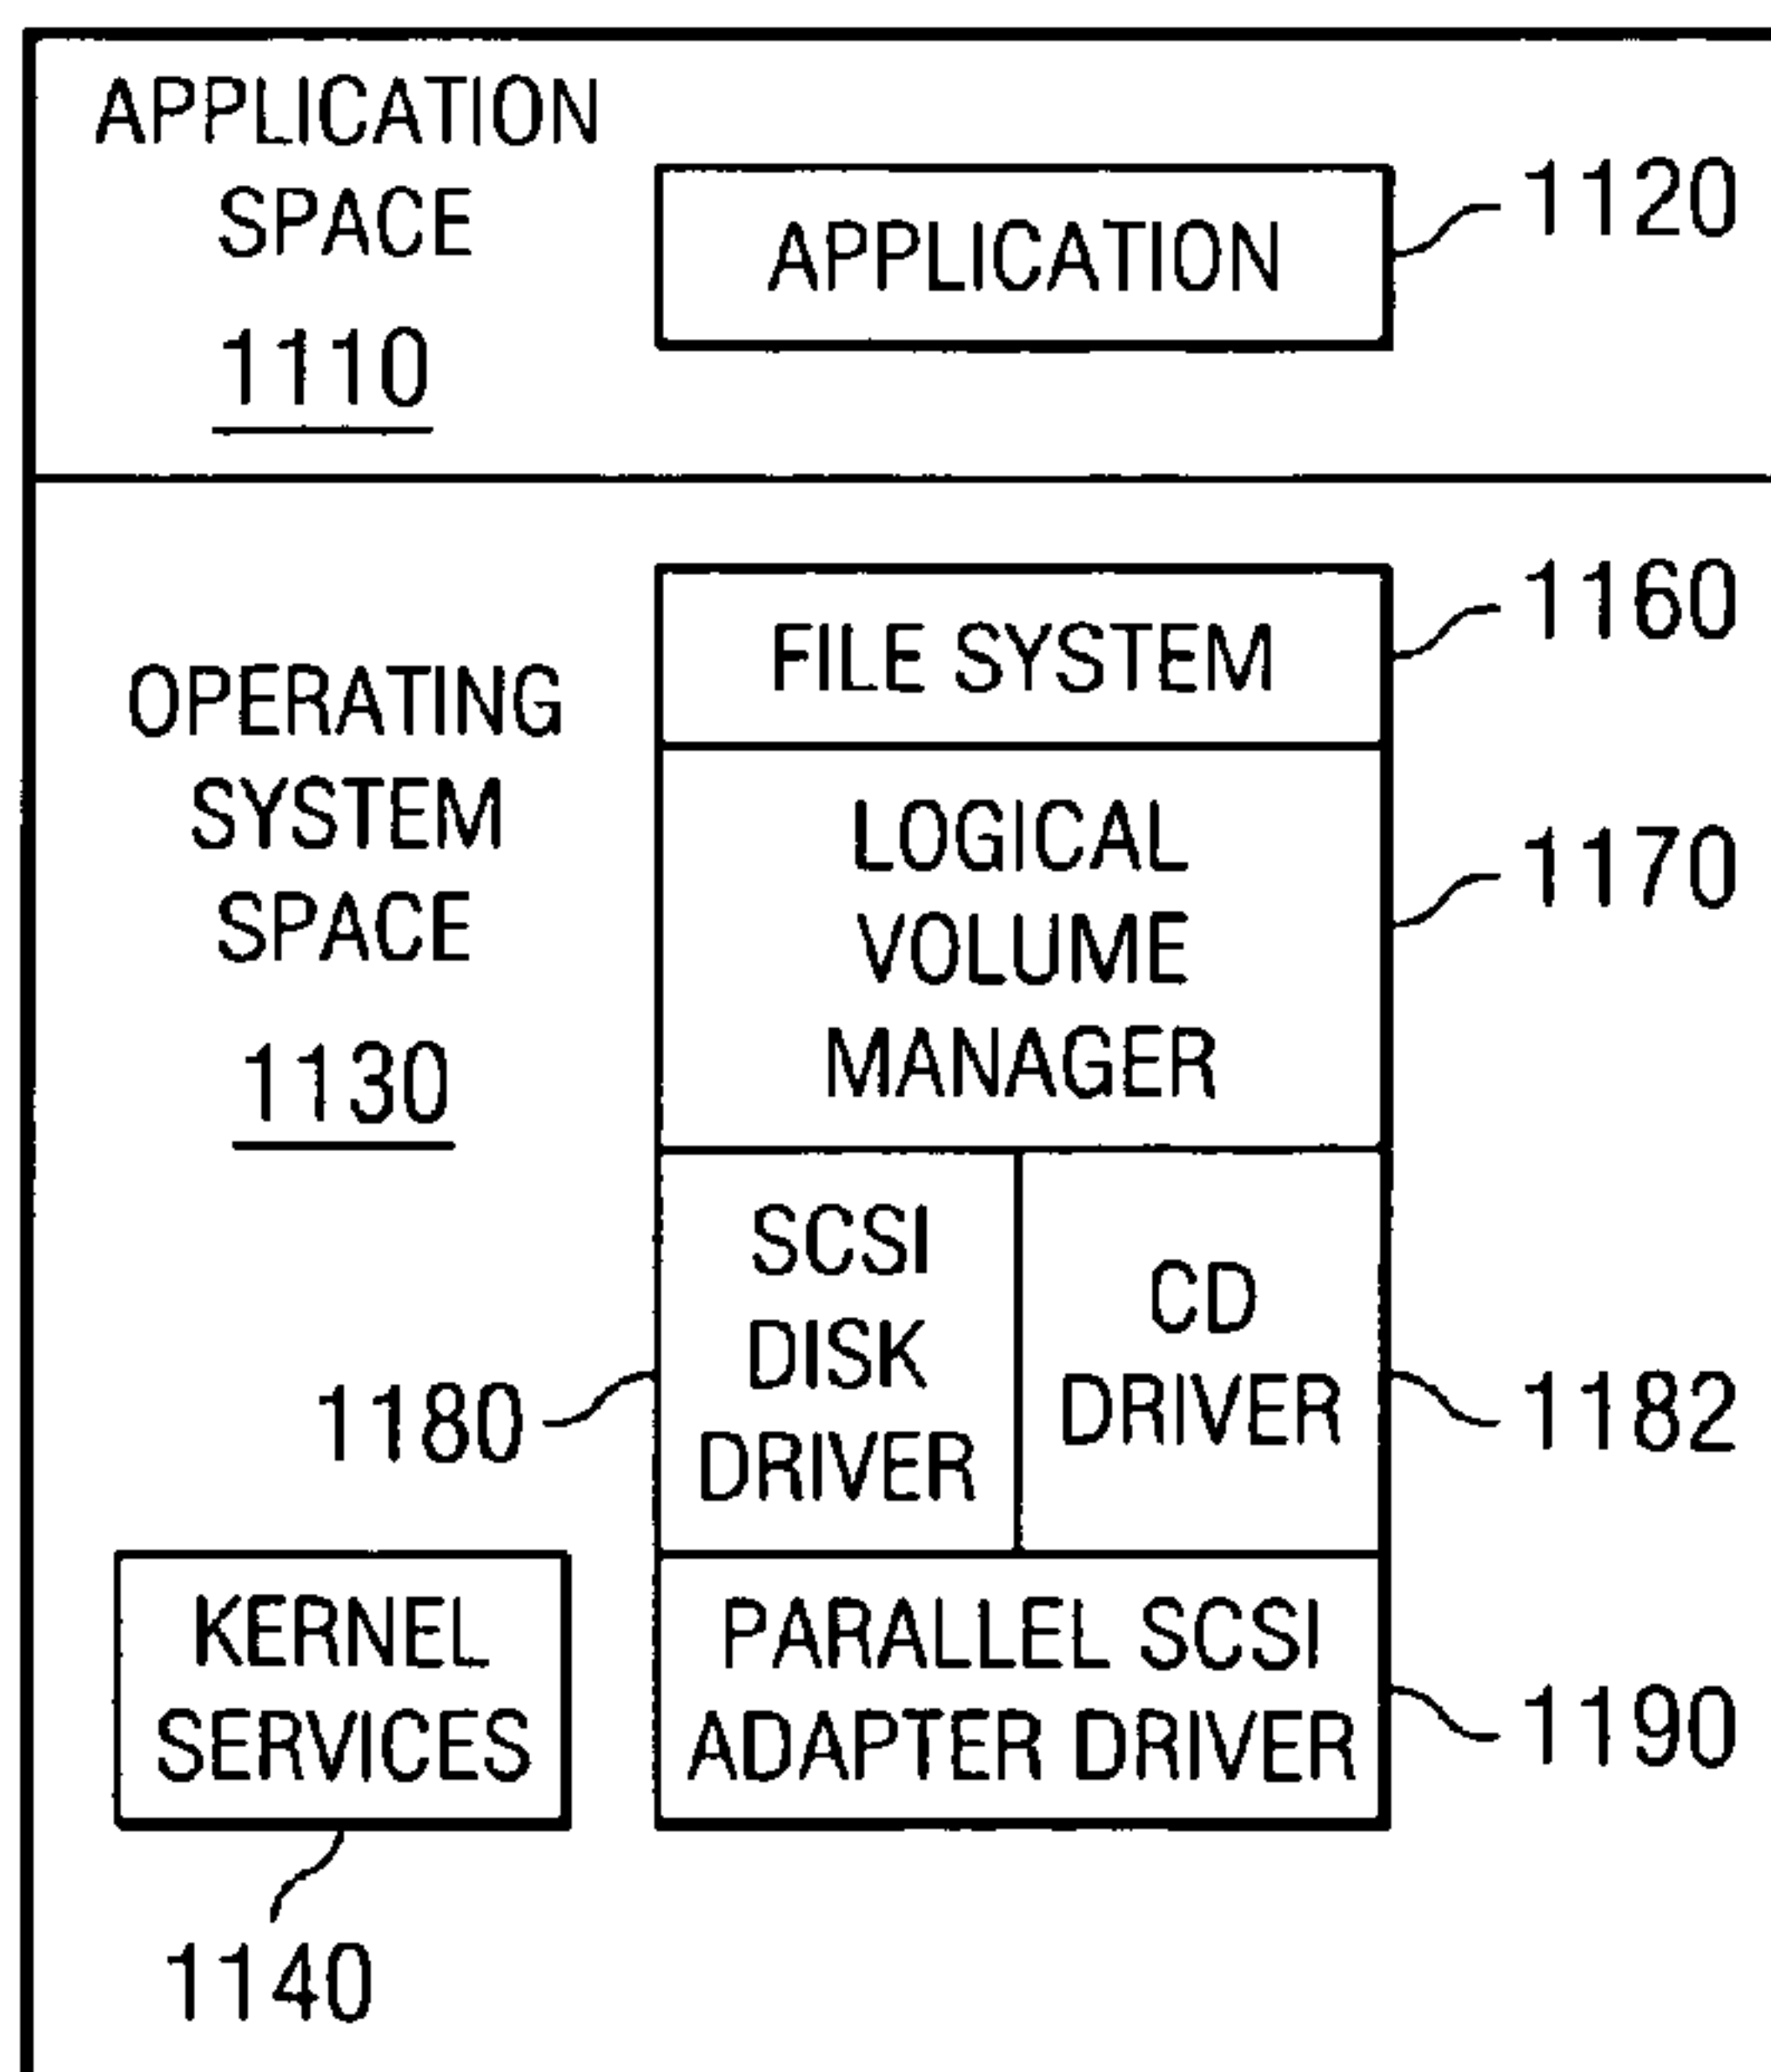 APPLICATION
SPACE
1110
APPLICATION
1120
OPERATING
SYSTEM
SPACE
1130
FILE SYSTEM
1160
LOGICAL
VOLUME
MANAGER
1170
SCSI
DISK
DRIVER
1180
CD
DRIVER
1182
KERNEL
SERVICES
1140
PARALLEL SCSI
ADAPTER DRIVER
1190